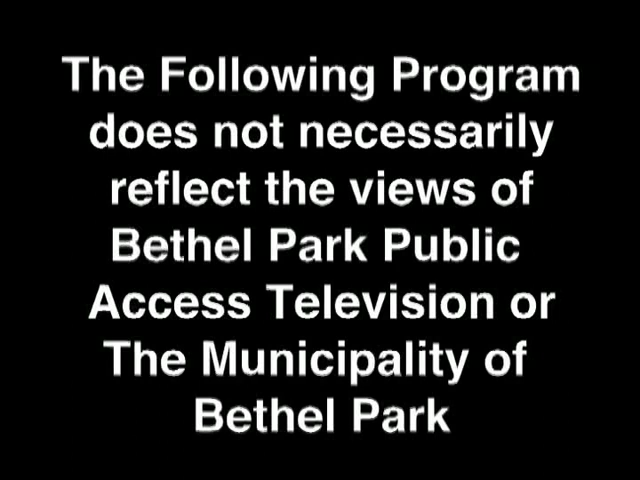 The Following Program
does not necessarily
reflect the views of
Bethel Park Public
Access Television or
The Municipality of
Bethel Park